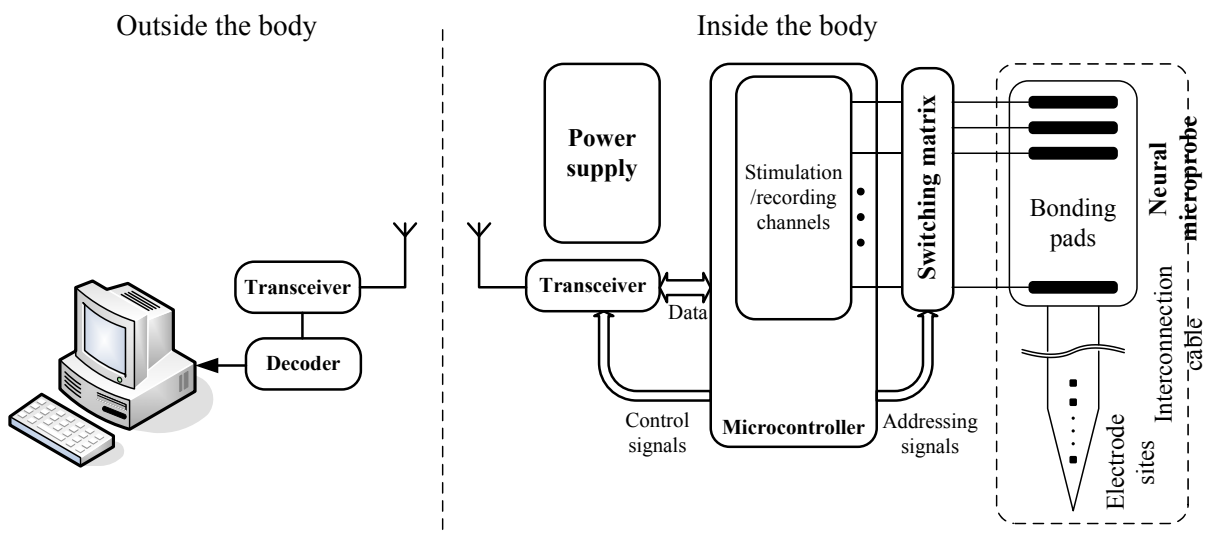 Outside the body
Inside the body
Power
supply
Transceiver
Decoder
Transceiver
Data
Control
signals
Stimulation
/recording
channels
Microcontroller
Switching matrix
Addressing
signals
Bonding
pads
Neural
microprobe
Interconnection
cable
Electrode
sites